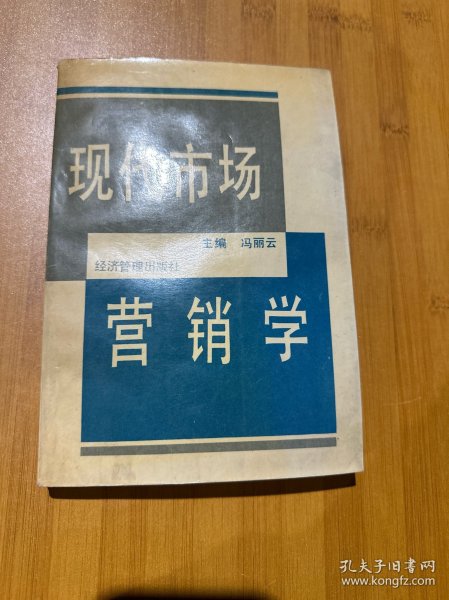 现代市场
主编 冯丽云
经济管理出版社
营销学
孔夫子旧书网
www.kongfz.com